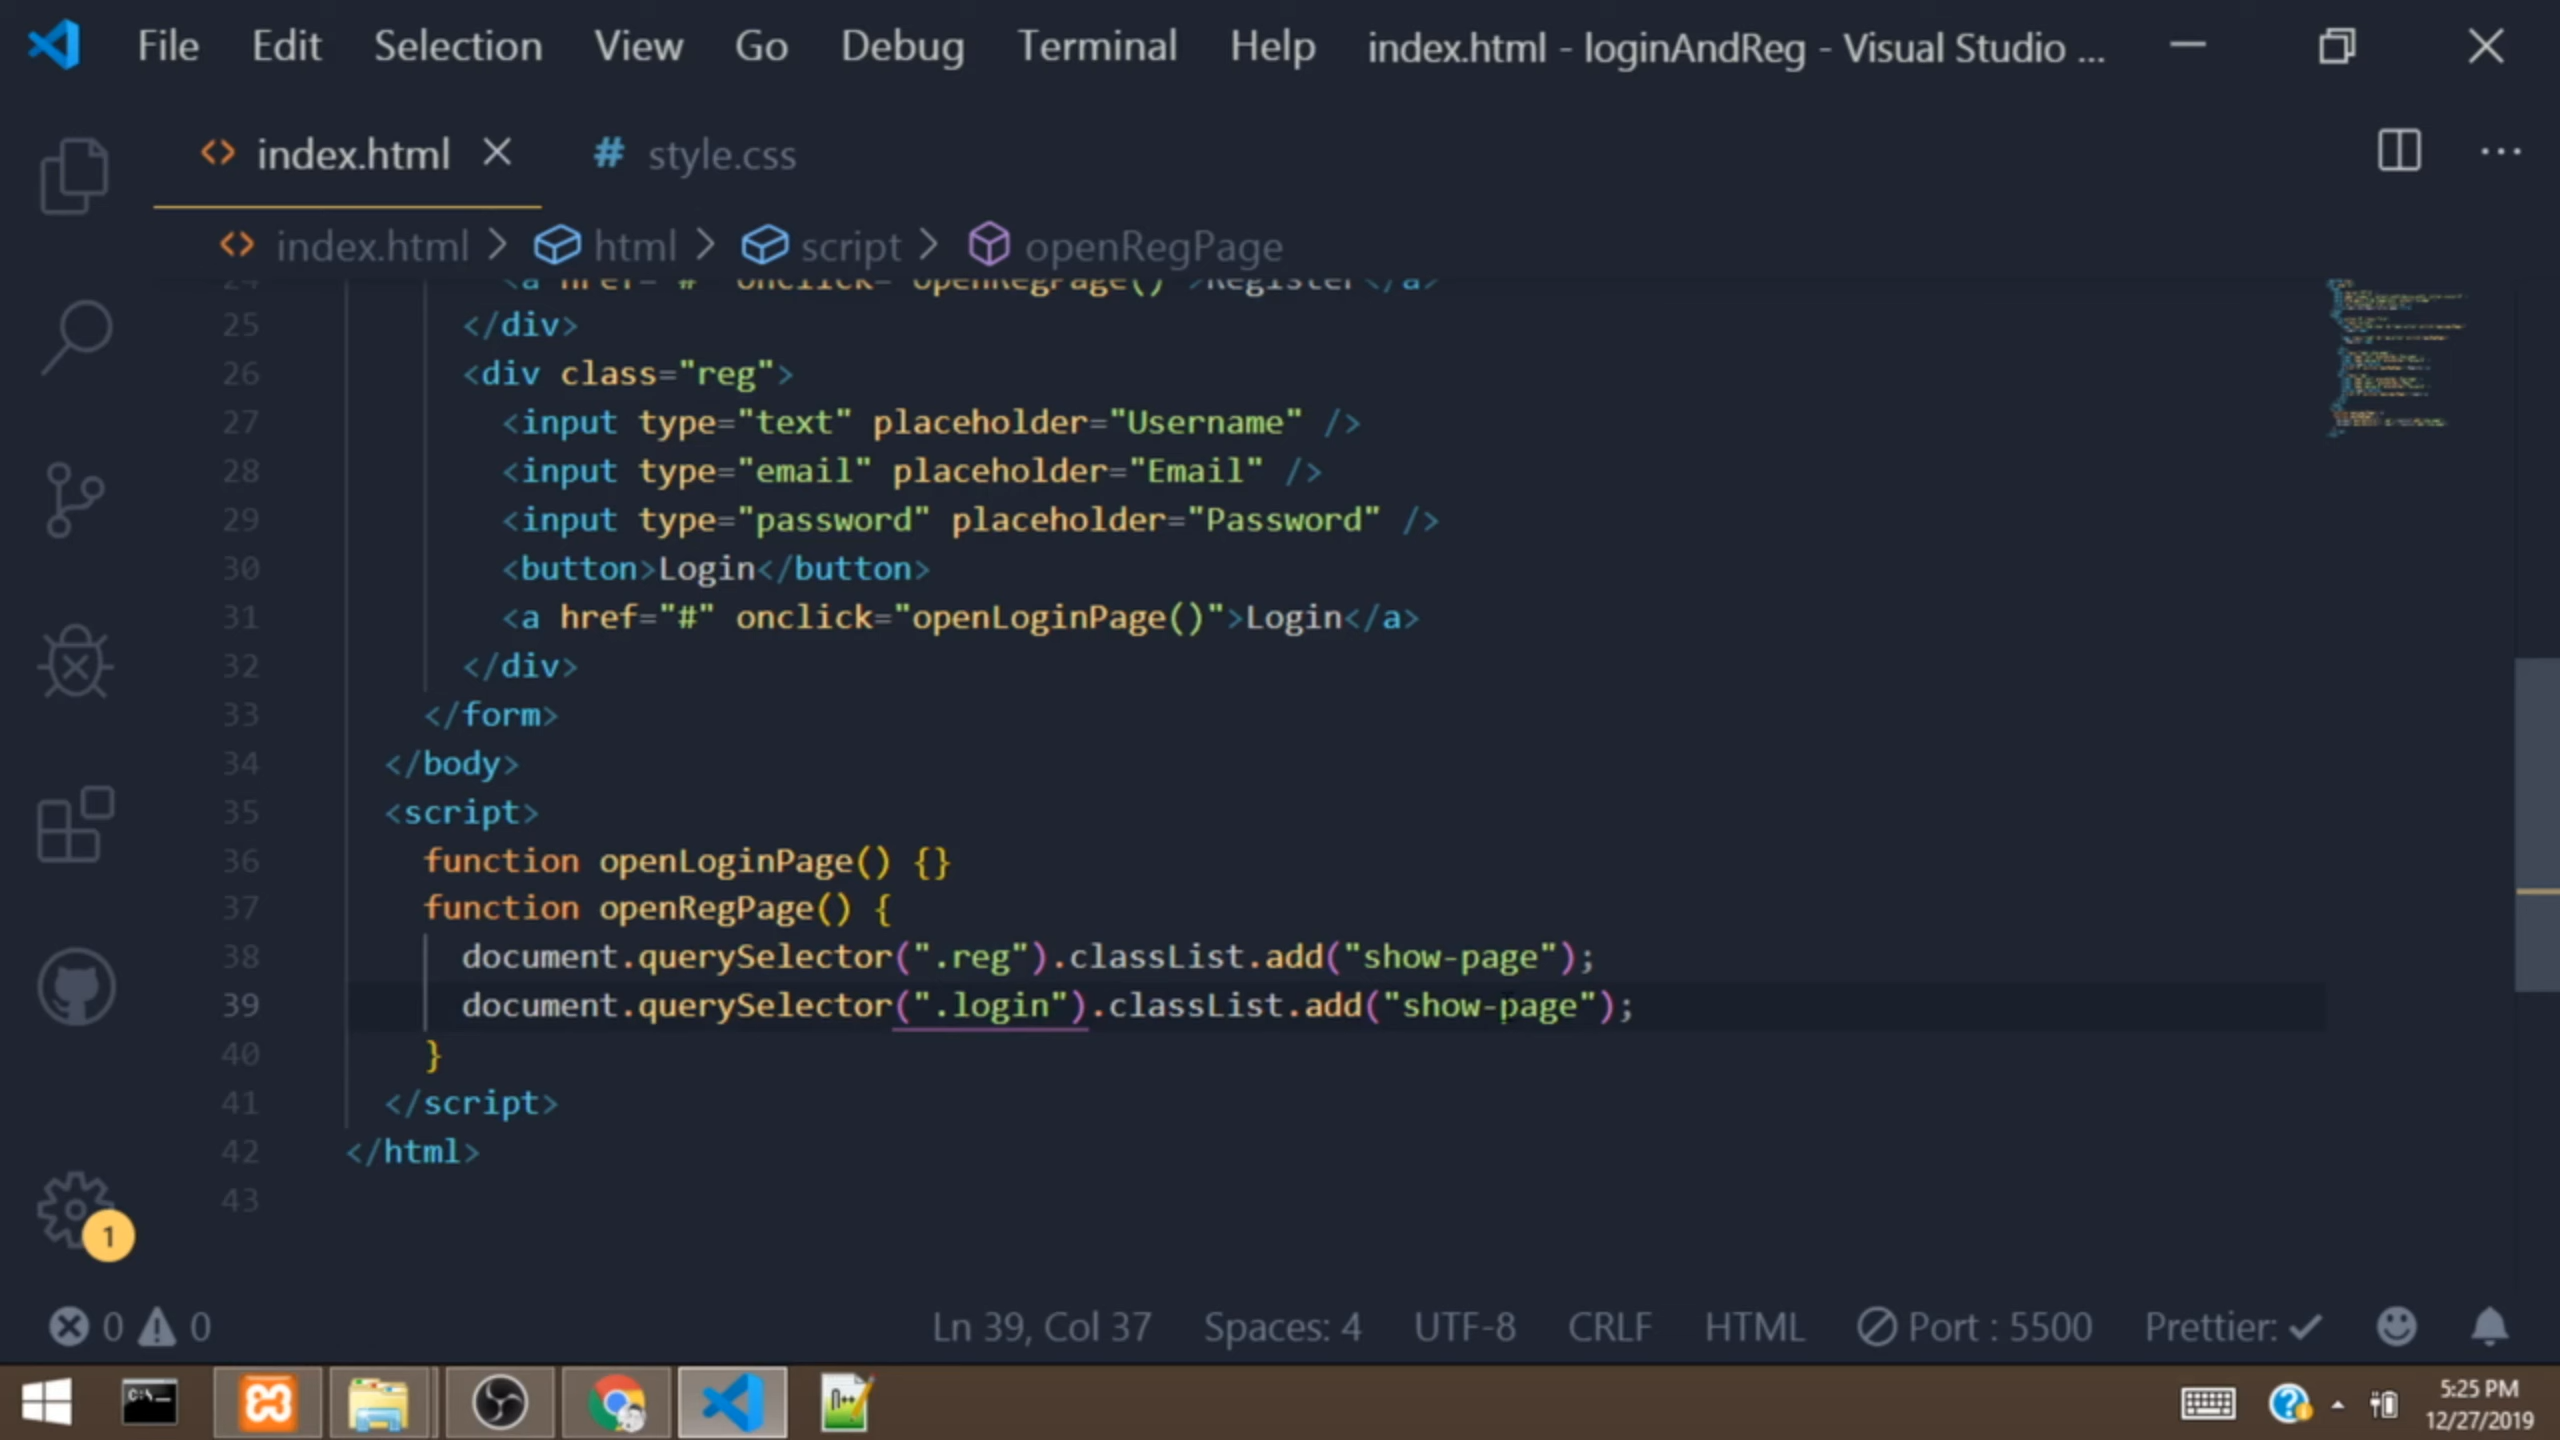 File Edit Selection View Go Debug Terminal Help index.html - loginAndReg - Visual Studio ...
index.html # style.css
index.html > html > script > openRegPage
24 <a href="#" onclick="openRegPage()">Register</a>
25 </div>
26 <div class="reg">
27 <input type="text" placeholder="Username" />
28 <input type="email" placeholder="Email" />
29 <input type="password" placeholder="Password" />
30 <button>Login</button>
31 <a href="#" onclick="openLoginPage()">Login</a>
32 </div>
33 </form>
34 </body>
35 <script>
36 function openLoginPage() {}
37 function openRegPage() {
38 document.querySelector(".reg").classList.add("show-page");
39 document.querySelector(".login").classList.add("show-page");
40 }
41 </script>
42 </html>
43
1
0 0 Ln 39, Col 37 Spaces: 4 UTF-8 CRLF HTML Port : 5500 Prettier: ✓
5:25 PM
12/27/2019